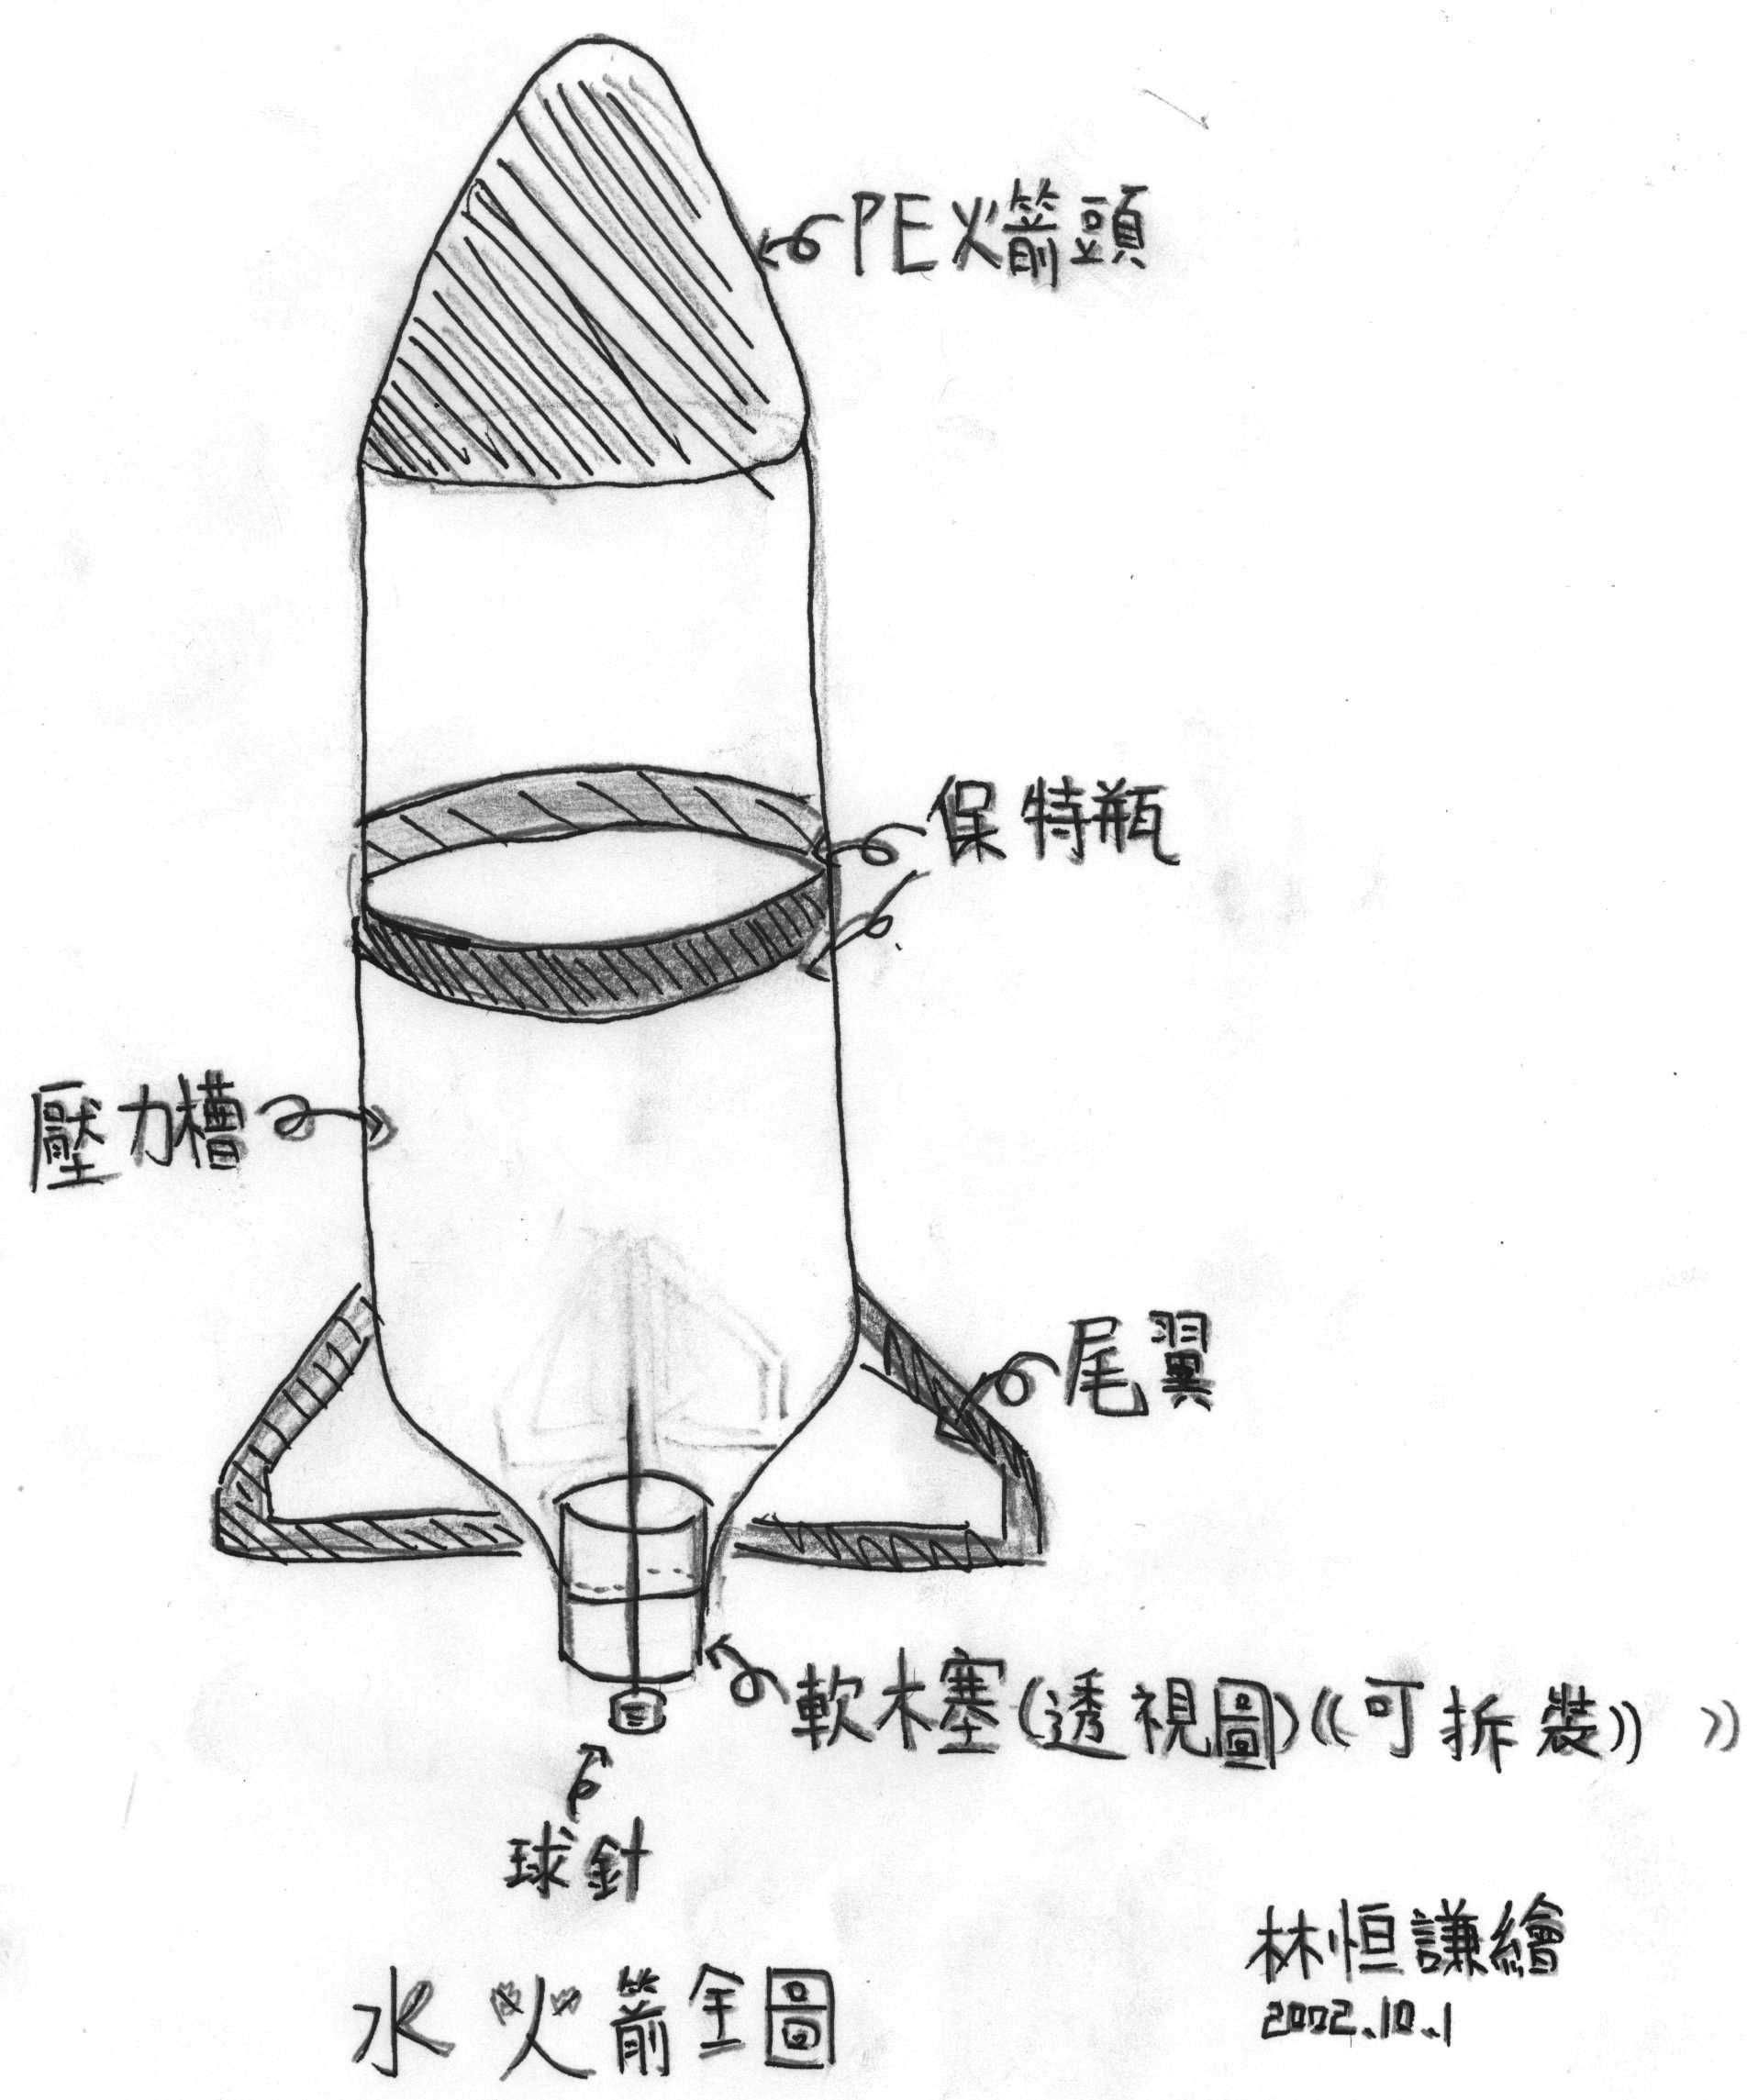 PE火箭頭
保特瓶
壓力槽
尾翼
軟木塞(透視圖)((可拆裝)) ))
球針
林恒謙繪
2002.10.1
水火箭全圖